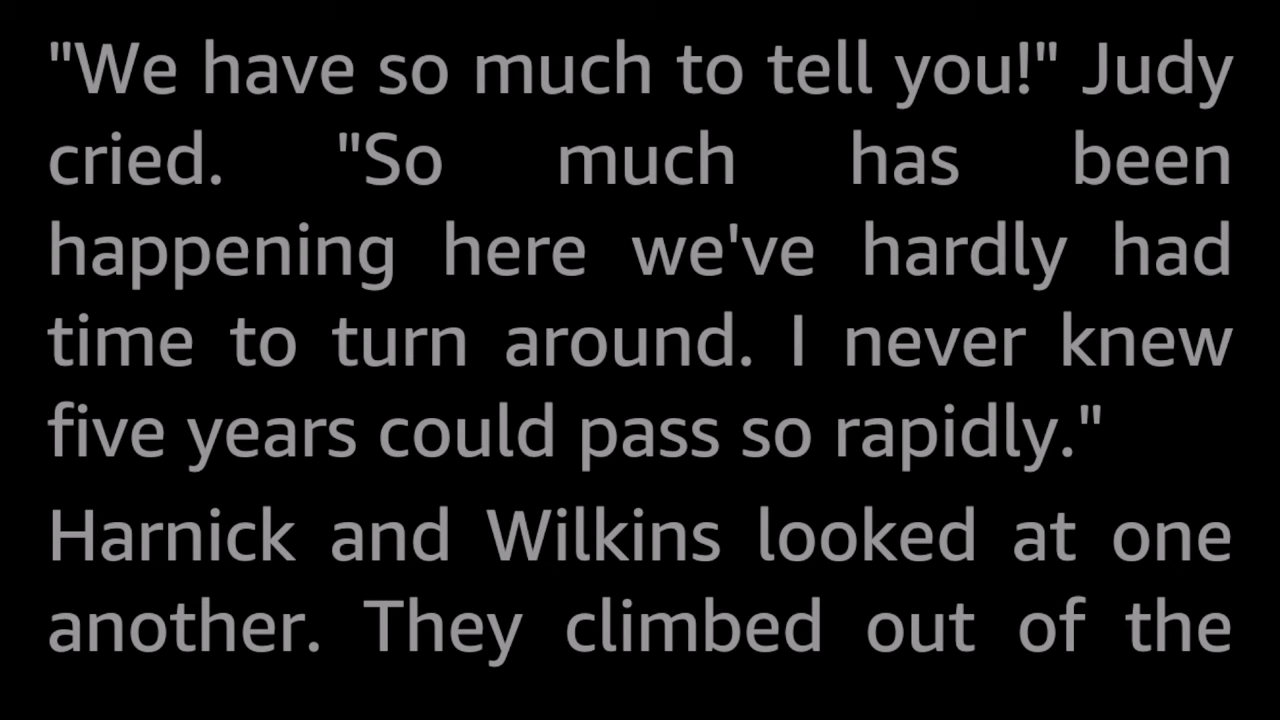 "We have so much to tell you!" Judy
cried. "So much has been
happening here we've hardly had
time to turn around. I never knew
five years could pass so rapidly."
Harnick and Wilkins looked at one
another. They climbed out of the